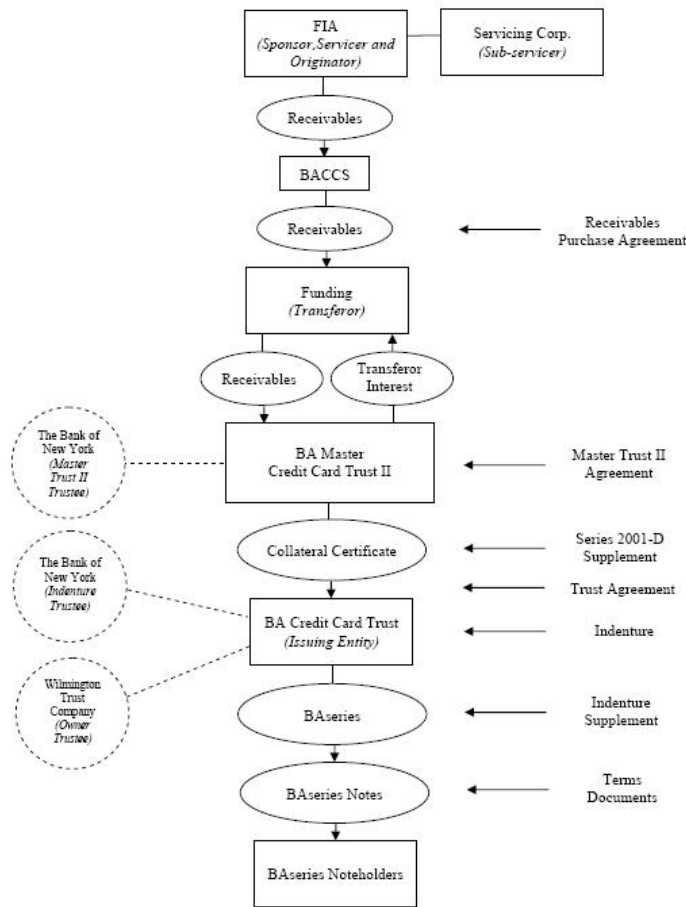 FIA
(Sponsor,Servicer and
Originator)
Servicing Corp.
(Sub-servicer)
Receivables
BACCS
Receivables
Receivables
Purchase Agreement
Funding
(Transferor)
Receivables
Transferor
Interest
The Bank of
New York
(Master
Trust II
Trustee)
BA Master
Credit Card Trust II
Master Trust II
Agreement
Collateral Certificate
Series 2001-D
Supplement
The Bank of
New York
(Indenture
Trustee)
Trust Agreement
BA Credit Card Trust
(Issuing Entity)
Indenture
Wilmington
Trust
Company
(Owner
Trustee)
BAseries
Indenture
Supplement
BAseries Notes
Terms
Documents
BAseries Noteholders